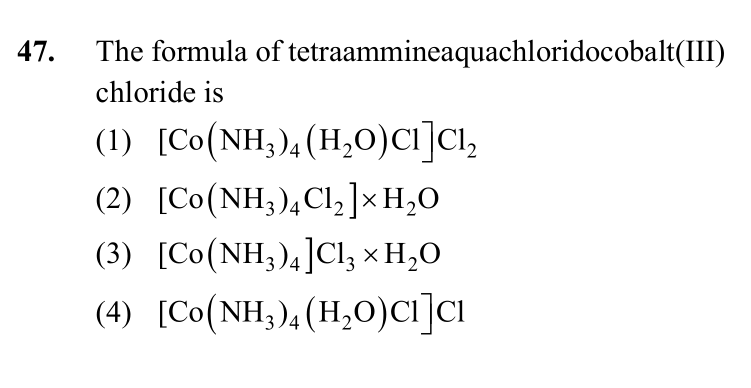 47. The formula of tetraammineaquachloridocobalt(III)
chloride is
(1) [Co(NH₃)₄(H₂O)Cl]Cl₂
(2) [Co(NH₃)₄Cl₂]×H₂O
(3) [Co(NH₃)₄]Cl₃ ×H₂O
(4) [Co(NH₃)₄(H₂O)Cl]Cl